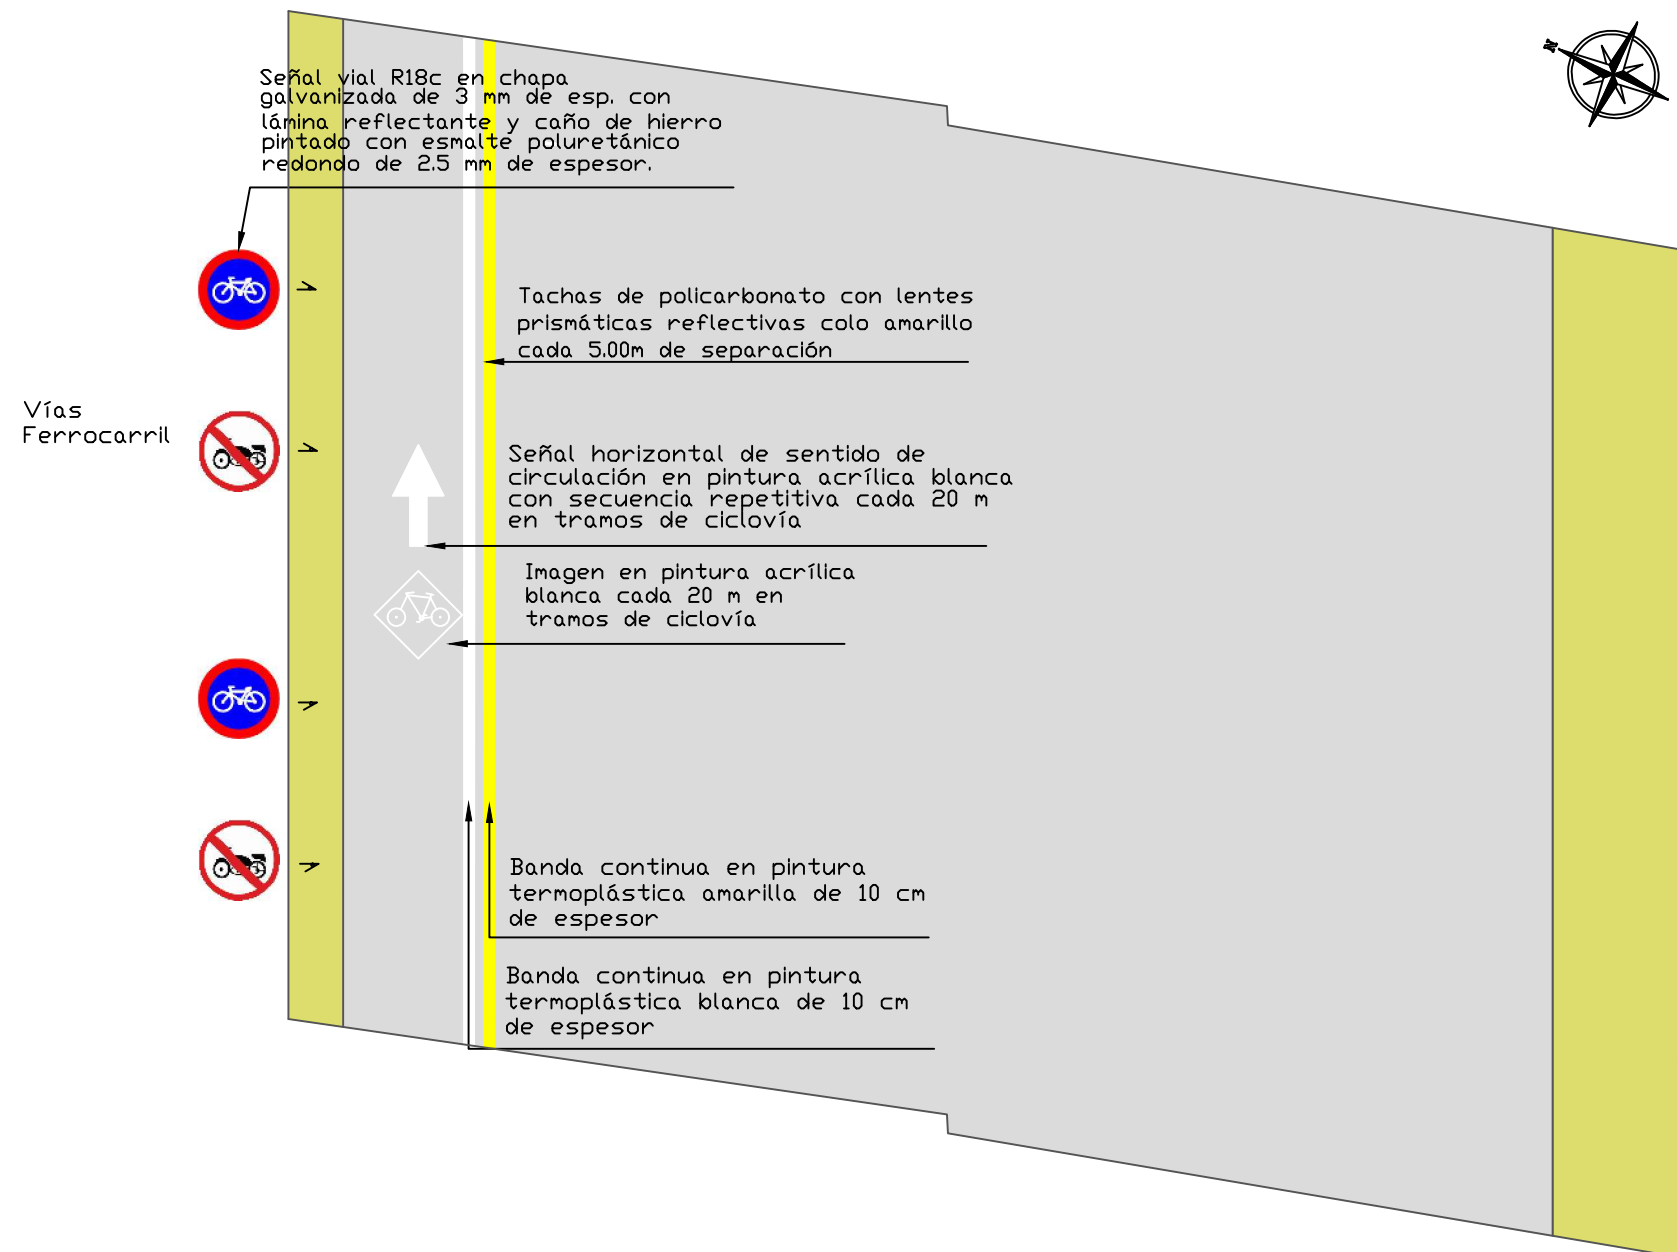 N
Señal vial R18c en chapa
galvanizada de 3 mm de esp. con
lámina reflectante y caño de hierro
pintado con esmalte poluretánico
redondo de 2.5 mm de espesor.
Tachas de policarbonato con lentes
prismáticas reflectivas colo amarillo
cada 5.00m de separación
Vías
Ferrocarril
Señal horizontal de sentido de
circulación en pintura acrílica blanca
con secuencia repetitiva cada 20 m
en tramos de ciclovía
Imagen en pintura acrílica
blanca cada 20 m en
tramos de ciclovía
Banda continua en pintura
termoplástica amarilla de 10 cm
de espesor
Banda continua en pintura
termoplástica blanca de 10 cm
de espesor